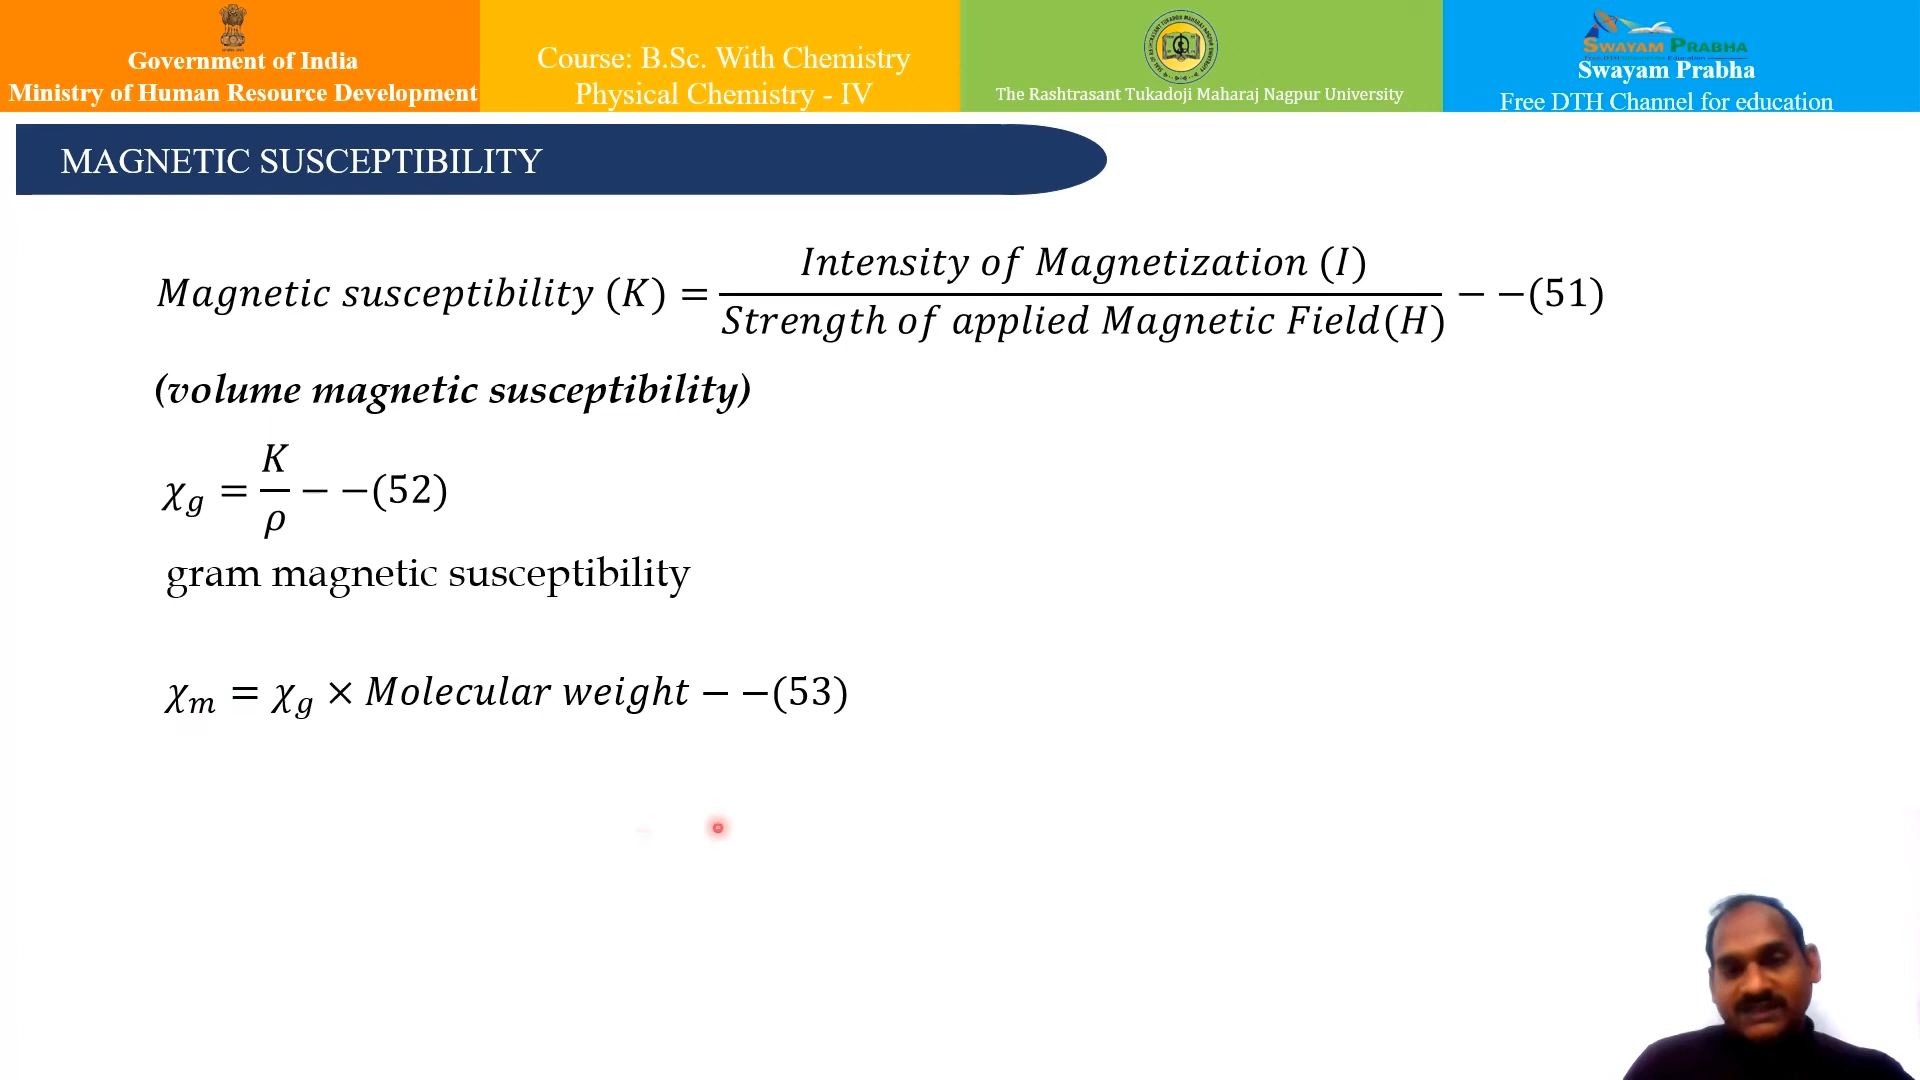 Government of India
Ministry of Human Resource Development
Course: B.Sc. With Chemistry
Physical Chemistry - IV
The Rashtrasant Tukadoji Maharaj Nagpur University
SWAYAM PRABHA
Swayam Prabha
Free DTH Channel for education
MAGNETIC SUSCEPTIBILITY
Magnetic susceptibility (K) = Intensity of Magnetization (I) / Strength of applied Magnetic Field(H) − −(51)
(volume magnetic susceptibility)
χg = K/ρ − −(52)
gram magnetic susceptibility
χm = χg × Molecular weight − −(53)